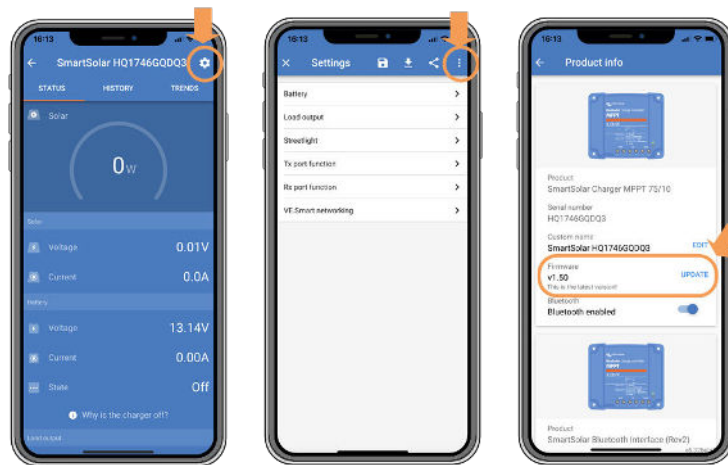 16:13
SmartSolar HQ1746GQDQ3
STATUS HISTORY TRENDS
Solar
0w
Solar
Voltage 0.01V
Current 0.0A
Battery
Voltage 13.14V
Current 0.00A
State Off
Why is the charger off?
Load output
16:13
Settings
Battery
Load output
Streetlight
Tx port function
Rx port function
VE.Smart networking
16:13
Product info
MPPT
Product
SmartSolar Charger MPPT 75/10
Serial number
HQ1746GQDQ3
Custom name
SmartSolar HQ1746GQDQ3 EDIT
Firmware
v1.50 UPDATE
This is the latest version!
Bluetooth
Bluetooth enabled
MPPT
Product
SmartSolar Bluetooth Interface (Rev2)